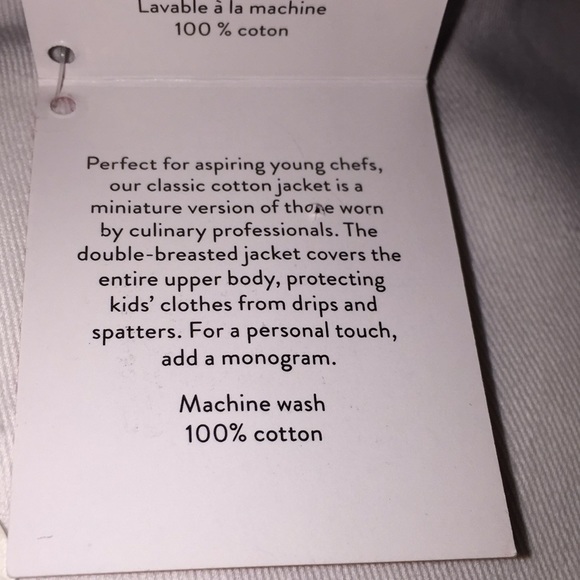 Lavable à la machine
100 % coton
Perfect for aspiring young chefs,
our classic cotton jacket is a
miniature version of those worn
by culinary professionals. The
double-breasted jacket covers the
entire upper body, protecting
kids’ clothes from drips and
spatters. For a personal touch,
add a monogram.
Machine wash
100% cotton